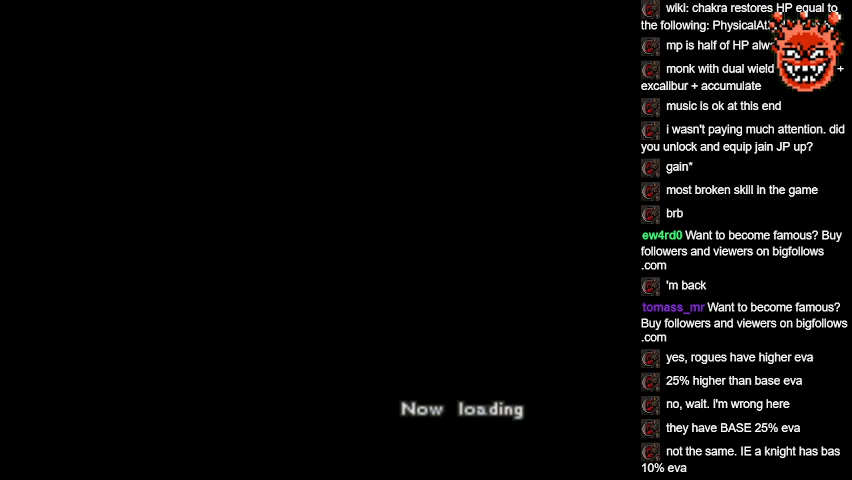 wiki: chakra restores HP equal to
the following: PhysicalAt
mp is half of HP alw
monk with dual wield +
excalibur + accumulate
music is ok at this end
i wasn't paying much attention. did
you unlock and equip jain JP up?
gain*
most broken skill in the game
brb
ew4rd0 Want to become famous? Buy
followers and viewers on bigfollows
.com
'm back
tomass_mr Want to become famous?
Buy followers and viewers on bigfollows
.com
yes, rogues have higher eva
25% higher than base eva
no, wait. I'm wrong here
they have BASE 25% eva
not the same. IE a knight has bas
10% eva
Now loading